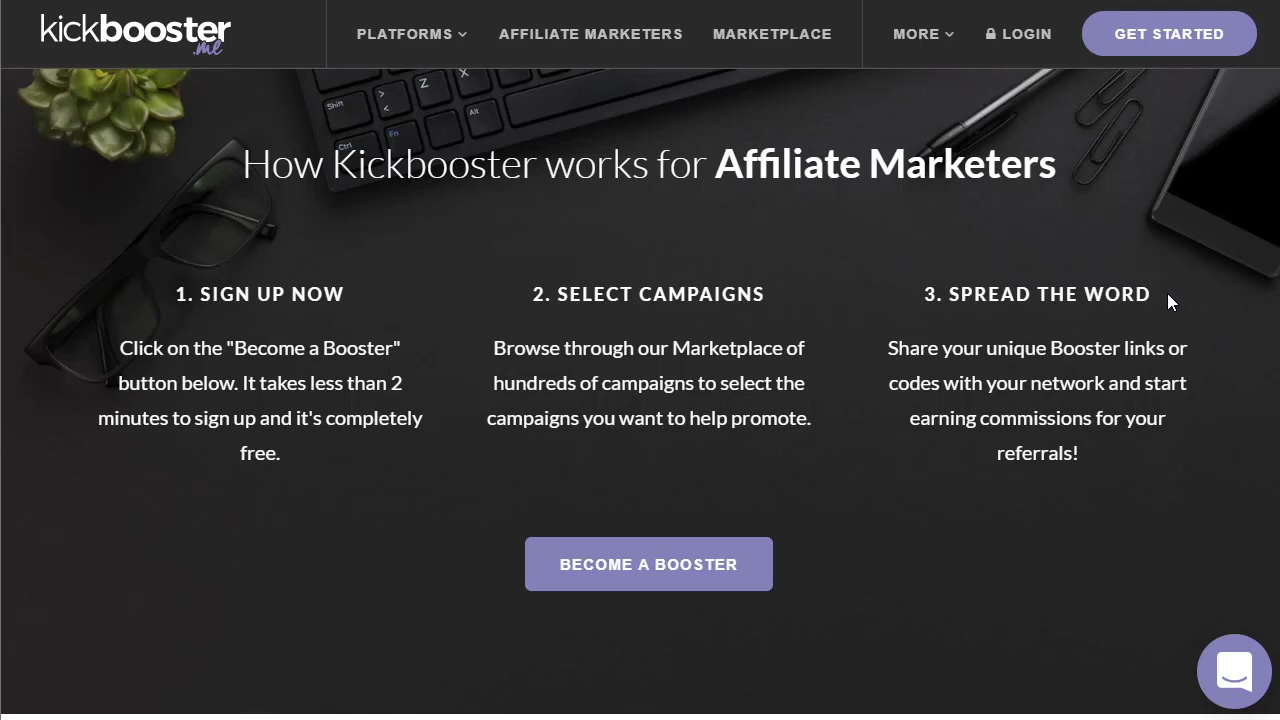 kickbooster
.me
PLATFORMS
AFFILIATE MARKETERS
MARKETPLACE
MORE
LOGIN
GET STARTED
Shift
Z
X
>
<
Alt
Ctrl
Fn
How Kickbooster works for Affiliate Marketers
1. SIGN UP NOW
Click on the "Become a Booster"
button below. It takes less than 2
minutes to sign up and it's completely
free.
2. SELECT CAMPAIGNS
Browse through our Marketplace of
hundreds of campaigns to select the
campaigns you want to help promote.
3. SPREAD THE WORD
Share your unique Booster links or
codes with your network and start
earning commissions for your
referrals!
BECOME A BOOSTER